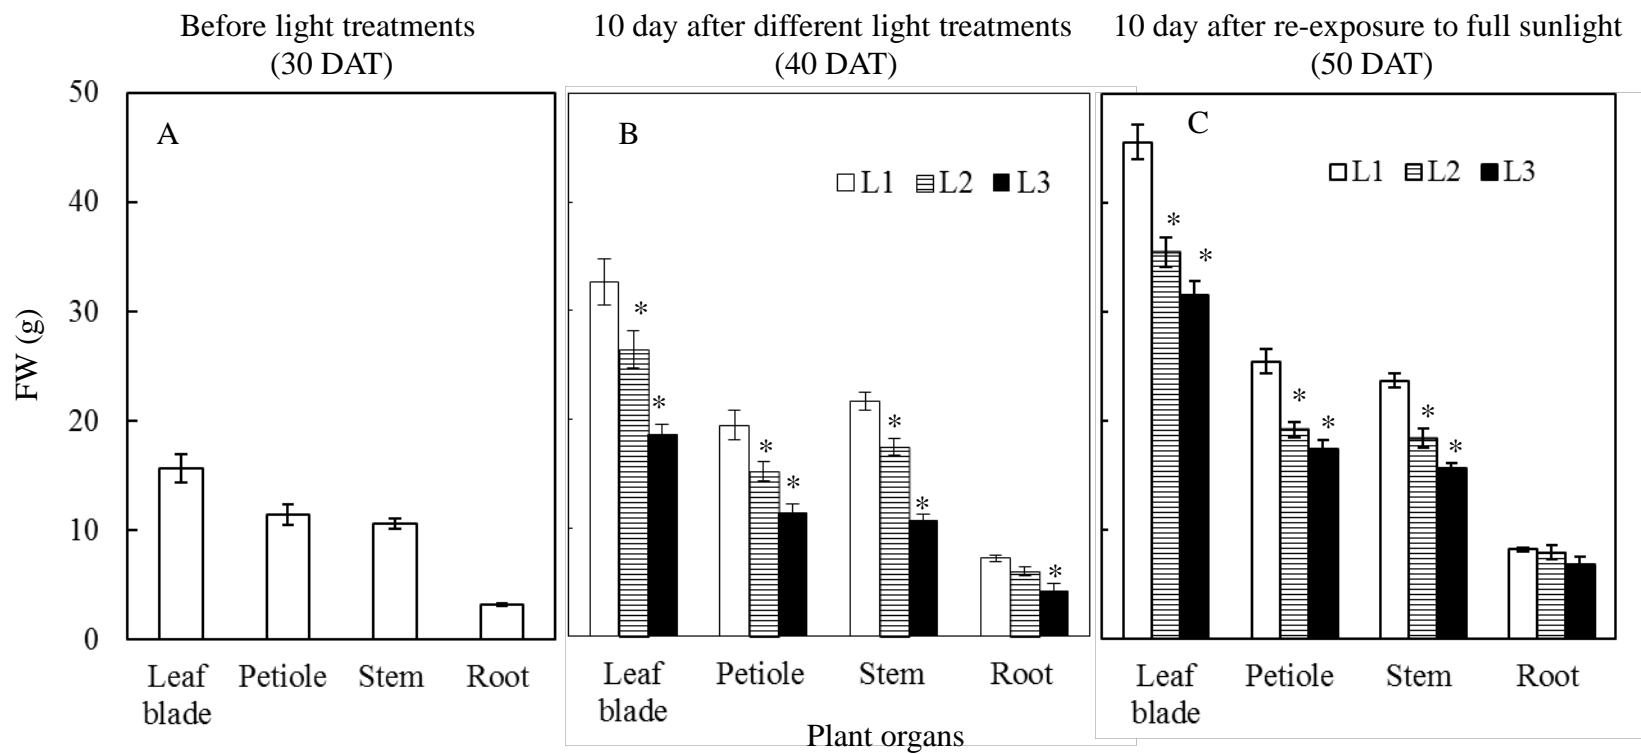 Before light treatments
(30 DAT)
10 day after different light treatments
(40 DAT)
10 day after re-exposure to full sunlight
(50 DAT)
FW (g)
50
40
30
20
10
0
A
Leaf blade
Petiole
Stem
Root
B
L1 L2 L3
*
*
*
*
*
*
*
Leaf blade
Petiole
Stem
Root
C
L1 L2 L3
*
*
*
*
*
*
Leaf blade
Petiole
Stem
Root
Plant organs